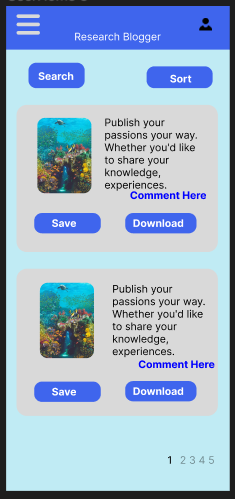 Research Blogger
Search
Sort
Publish your
passions your way.
Whether you'd like
to share your
knowledge,
experiences.
Comment Here
Save
Download
Publish your
passions your way.
Whether you'd like
to share your
knowledge,
experiences.
Comment Here
Save
Download
1 2 3 4 5